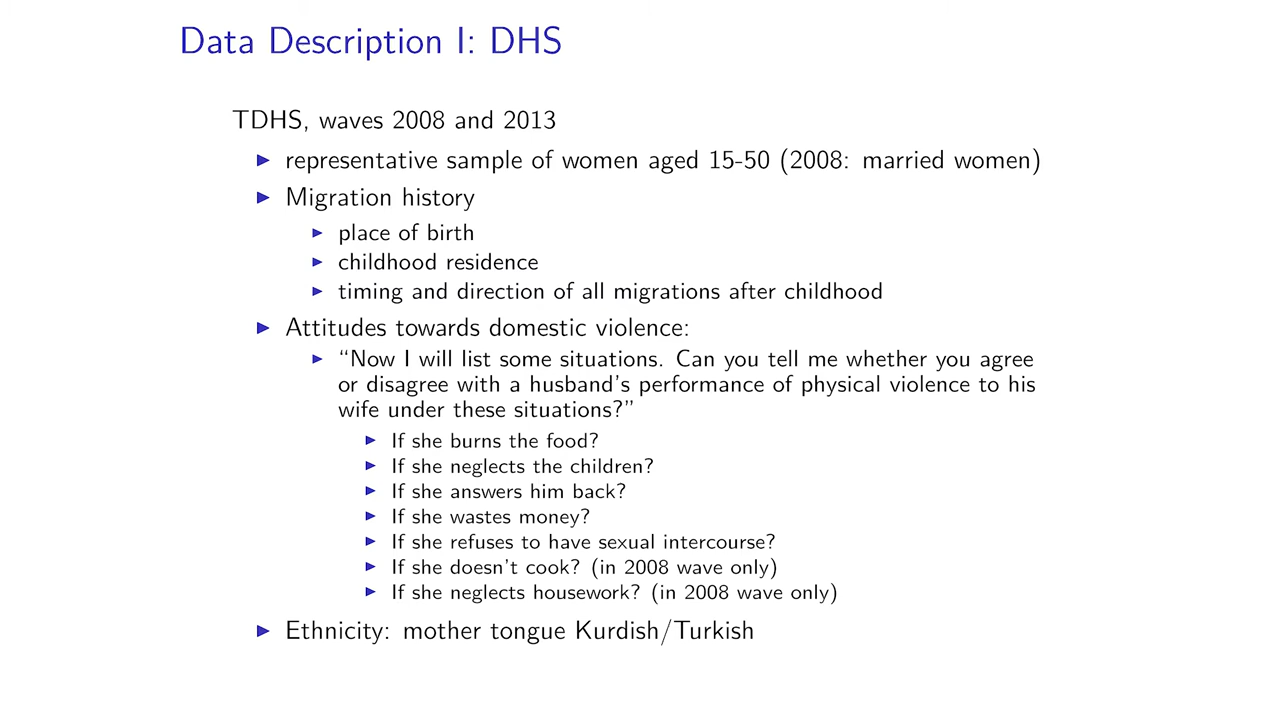 Data Description I: DHS
TDHS, waves 2008 and 2013
representative sample of women aged 15-50 (2008: married women)
Migration history
place of birth
childhood residence
timing and direction of all migrations after childhood
Attitudes towards domestic violence:
“Now I will list some situations. Can you tell me whether you agree
or disagree with a husband’s performance of physical violence to his
wife under these situations?”
If she burns the food?
If she neglects the children?
If she answers him back?
If she wastes money?
If she refuses to have sexual intercourse?
If she doesn’t cook? (in 2008 wave only)
If she neglects housework? (in 2008 wave only)
Ethnicity: mother tongue Kurdish/Turkish